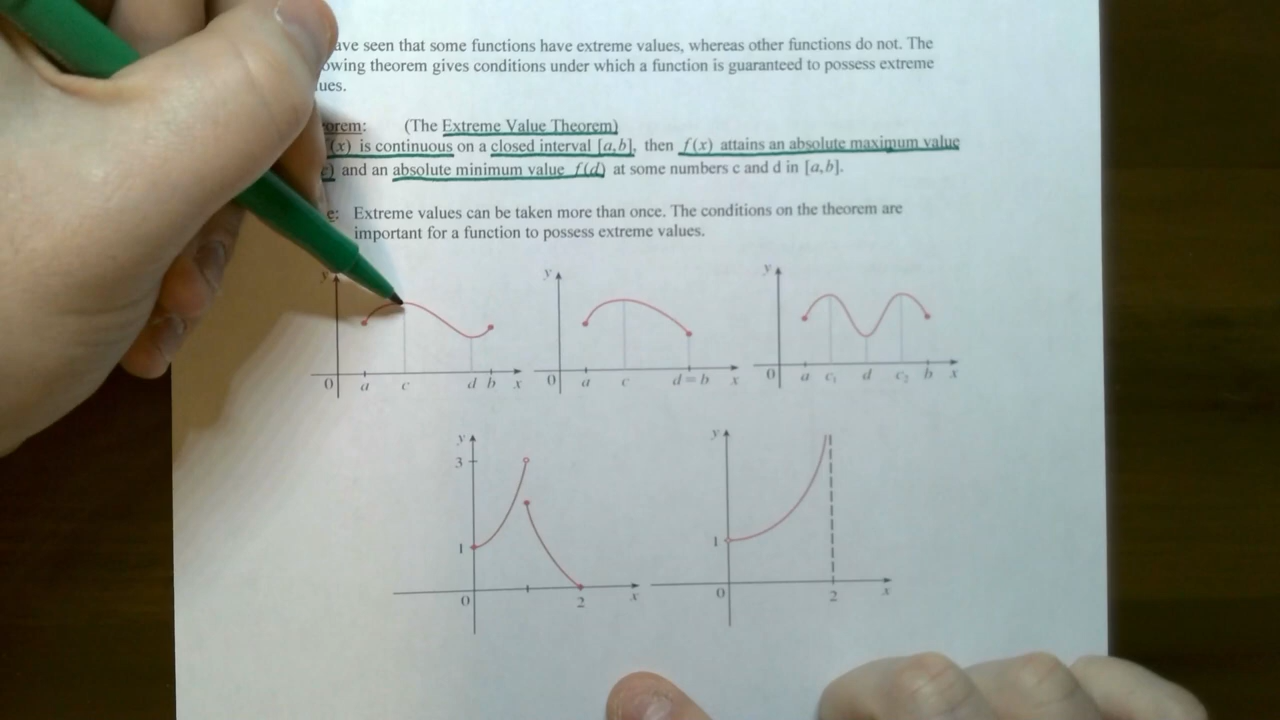 ave seen that some functions have extreme values, whereas other functions do not. The
owing theorem gives conditions under which a function is guaranteed to possess extreme
ues.
orem: (The Extreme Value Theorem)
(x) is continuous on a closed interval [a,b], then f(x) attains an absolute maximum value
c) and an absolute minimum value f(d) at some numbers c and d in [a,b].
e: Extreme values can be taken more than once. The conditions on the theorem are
important for a function to possess extreme values.
y y y
0 a c d b x 0 a c d=b x 0 a c₁ d c₂ b x
y y
3
1 1
0 2 x 0 2 x